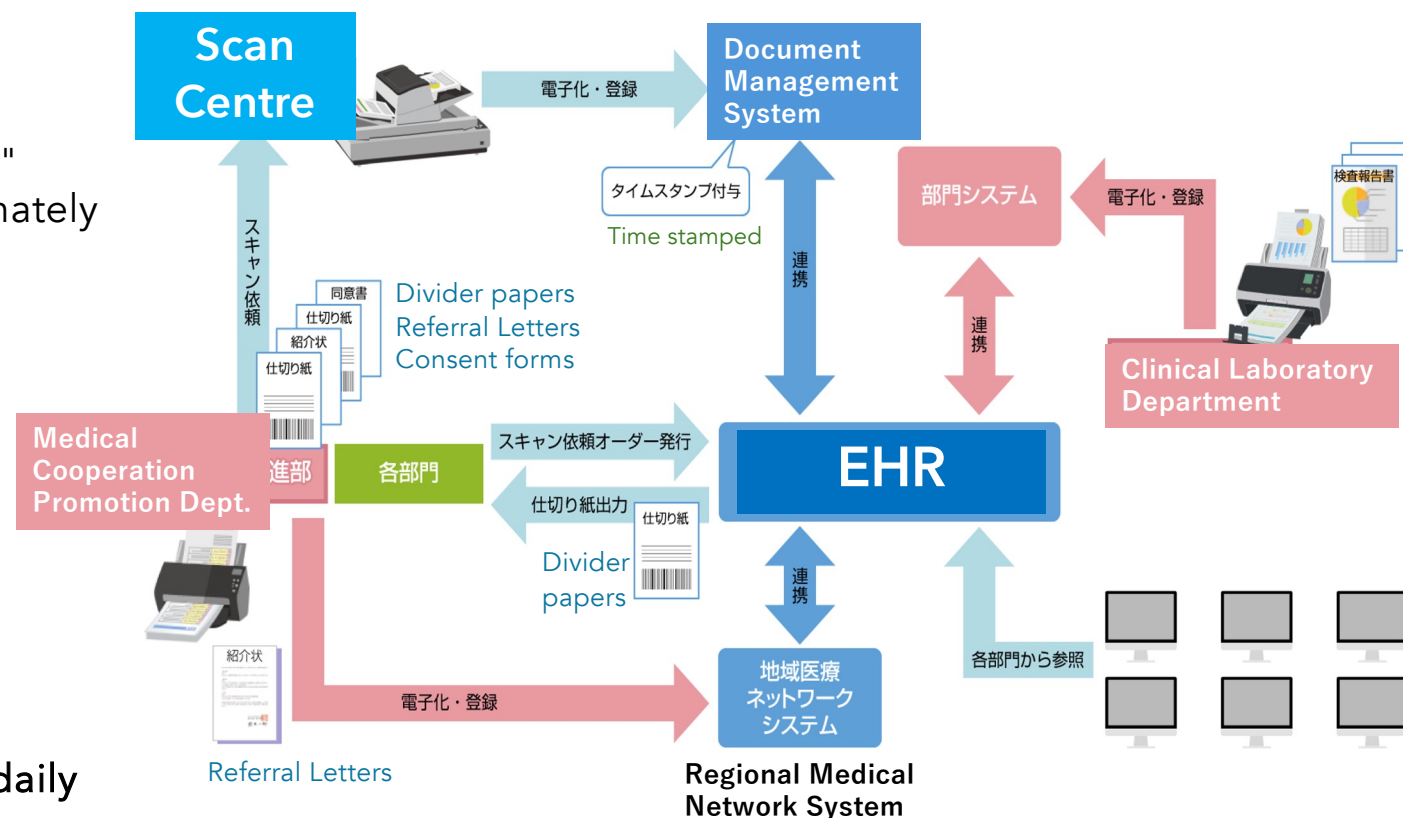 Scan
Centre
電子化・登録
Document
Management
System
"
nately
タイムスタンプ付与
Time stamped
部門システム
電子化・登録
検査報告書
スキャン依頼
連携
連携
同意書
仕切り紙
紹介状
仕切り紙
Divider papers
Referral Letters
Consent forms
Clinical Laboratory
Department
Medical
Cooperation
Promotion Dept.
進部
各部門
スキャン依頼オーダー発行
EHR
仕切り紙出力
仕切り紙
Divider
papers
連携
紹介状
電子化・登録
地域医療
ネットワーク
システム
各部門から参照
daily
Referral Letters
Regional Medical
Network System